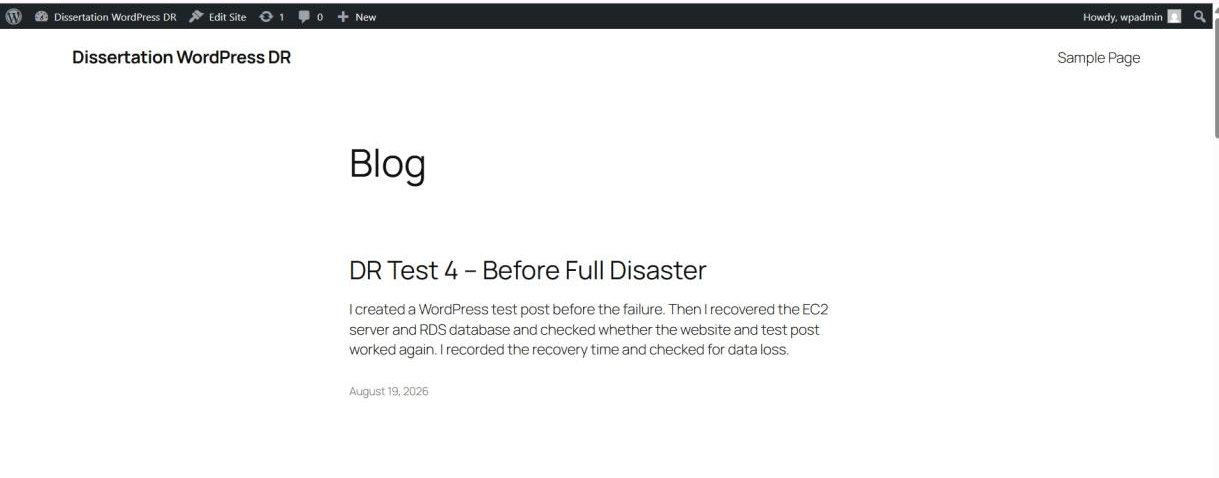 Dissertation WordPress DR Edit Site 1 0 New Howdy, wpadmin
Dissertation WordPress DR Sample Page
Blog
DR Test 4 – Before Full Disaster
I created a WordPress test post before the failure. Then I recovered the EC2
server and RDS database and checked whether the website and test post
worked again. I recorded the recovery time and checked for data loss.
August 19, 2026